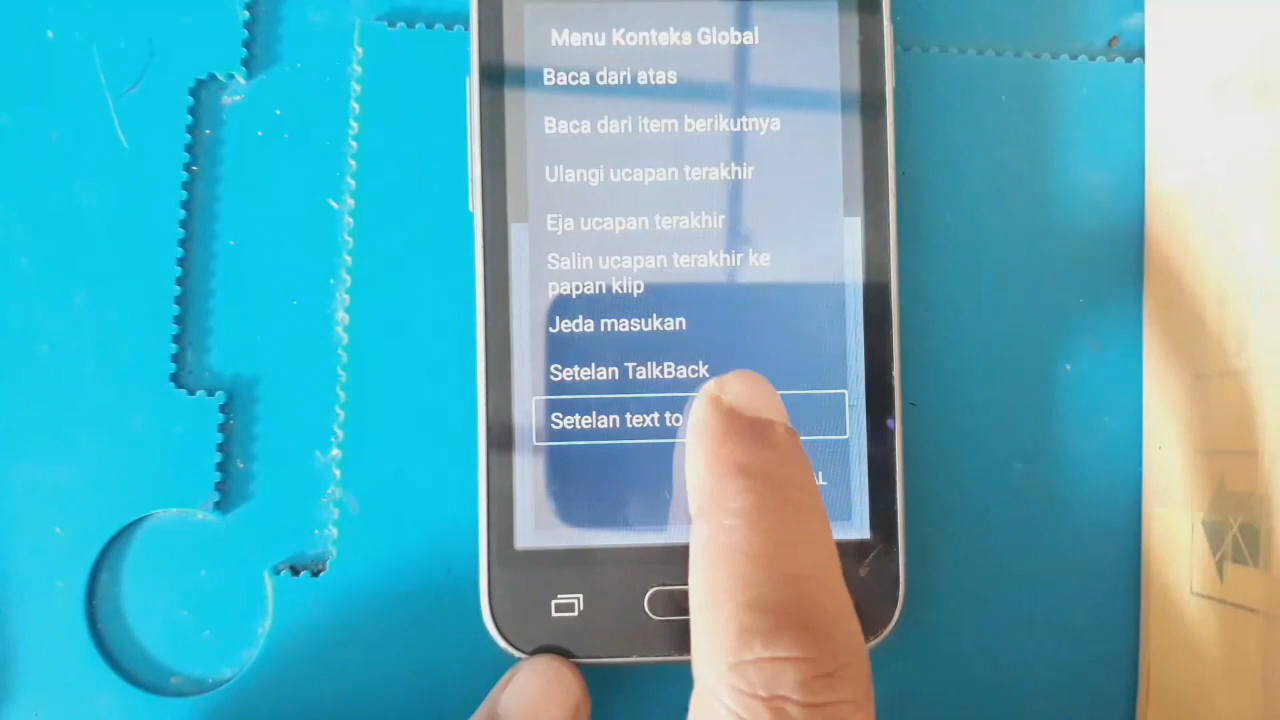 Menu Konteks Global
Baca dari atas
Baca dari item berikutnya
Ulangi ucapan terakhir
Eja ucapan terakhir
Salin ucapan terakhir ke
papan klip
Jeda masukan
Setelan TalkBack
Setelan text to